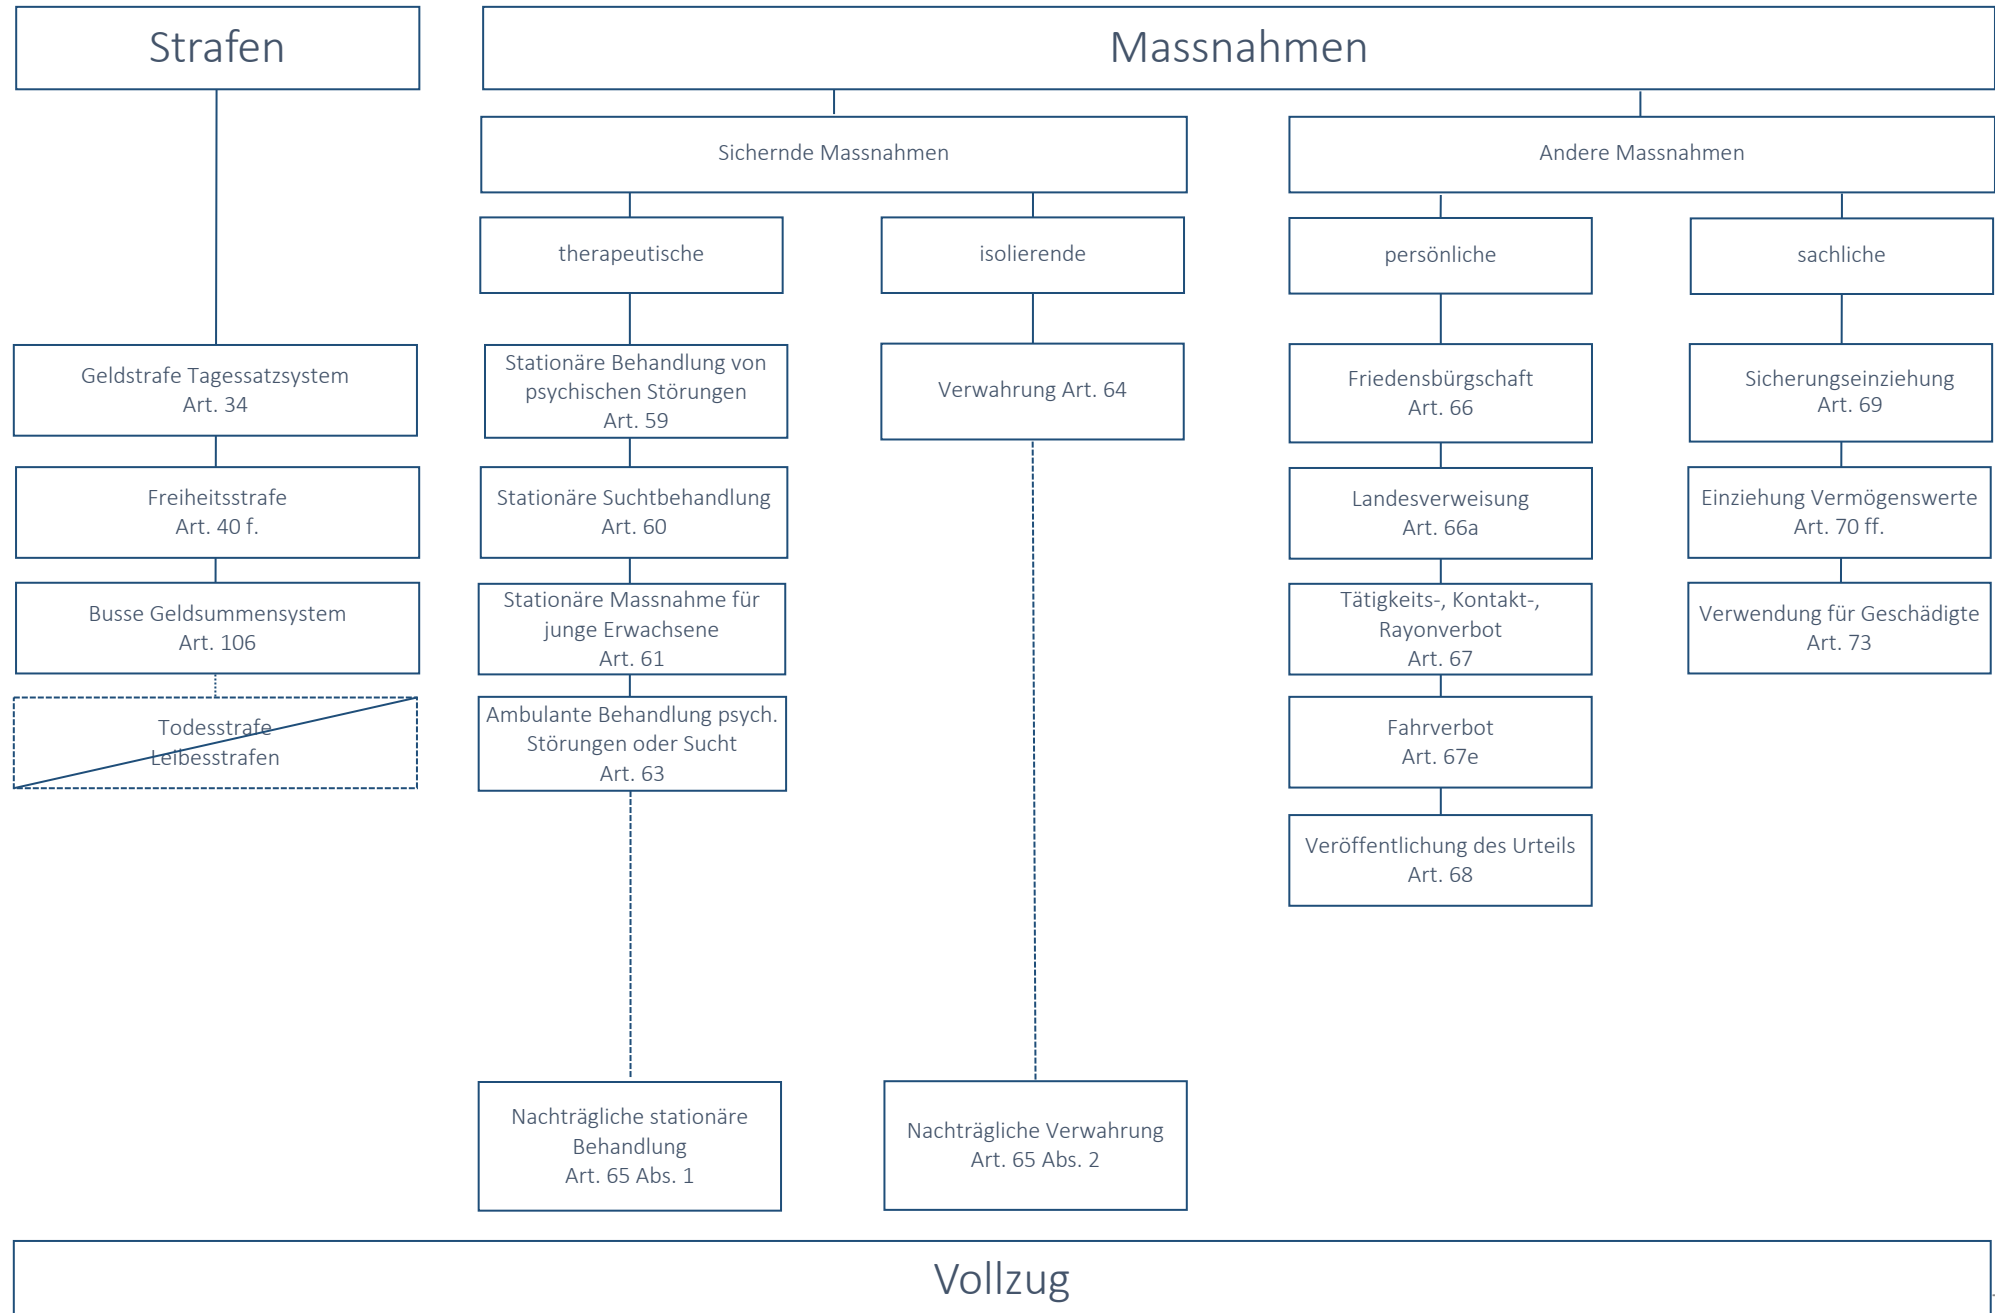 Strafen
Massnahmen
Sichernde Massnahmen
Andere Massnahmen
therapeutische
isolierende
persönliche
sachliche
Geldstrafe Tagessatzsystem
Art. 34
Freiheitsstrafe
Art. 40 f.
Busse Geldsummensystem
Art. 106
Todesstrafe
Leibesstrafen
Stationäre Behandlung von
psychischen Störungen
Art. 59
Stationäre Suchtbehandlung
Art. 60
Stationäre Massnahme für
junge Erwachsene
Art. 61
Ambulante Behandlung psych.
Störungen oder Sucht
Art. 63
Nachträgliche stationäre
Behandlung
Art. 65 Abs. 1
Verwahrung Art. 64
Nachträgliche Verwahrung
Art. 65 Abs. 2
Friedensbürgschaft
Art. 66
Landesverweisung
Art. 66a
Tätigkeits-, Kontakt-,
Rayonverbot
Art. 67
Fahrverbot
Art. 67e
Veröffentlichung des Urteils
Art. 68
Sicherungseinziehung
Art. 69
Einziehung Vermögenswerte
Art. 70 ff.
Verwendung für Geschädigte
Art. 73
Vollzug